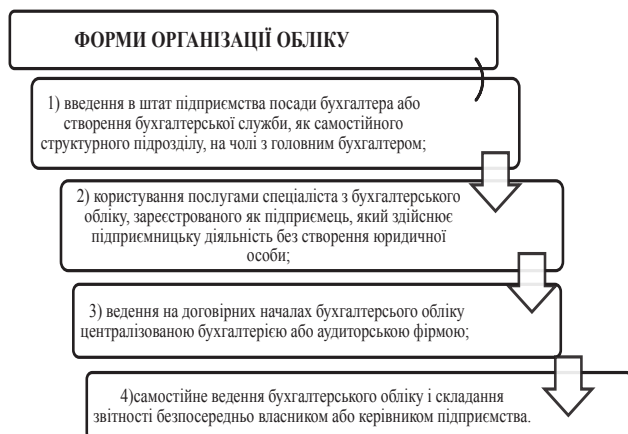 ФОРМИ ОРГАНІЗАЦІЇ ОБЛІКУ
1) введення в штат підприємства посади бухгалтера або
створення бухгалтерської служби, як самостійного
структурного підрозділу, на чолі з головним бухгалтером;
2) користування послугами спеціаліста з бухгалтерського
обліку, зареєстрованого як підприємець, який здійснює
підприємницьку діяльність без створення юридичної
особи;
3) ведення на договірних началах бухгалтерсього обліку
централізованою бухгалтерією або аудиторською фірмою;
4)самостійне ведення бухгалтерського обліку і складання
звітності безпосередньо власником або керівником підприємства.